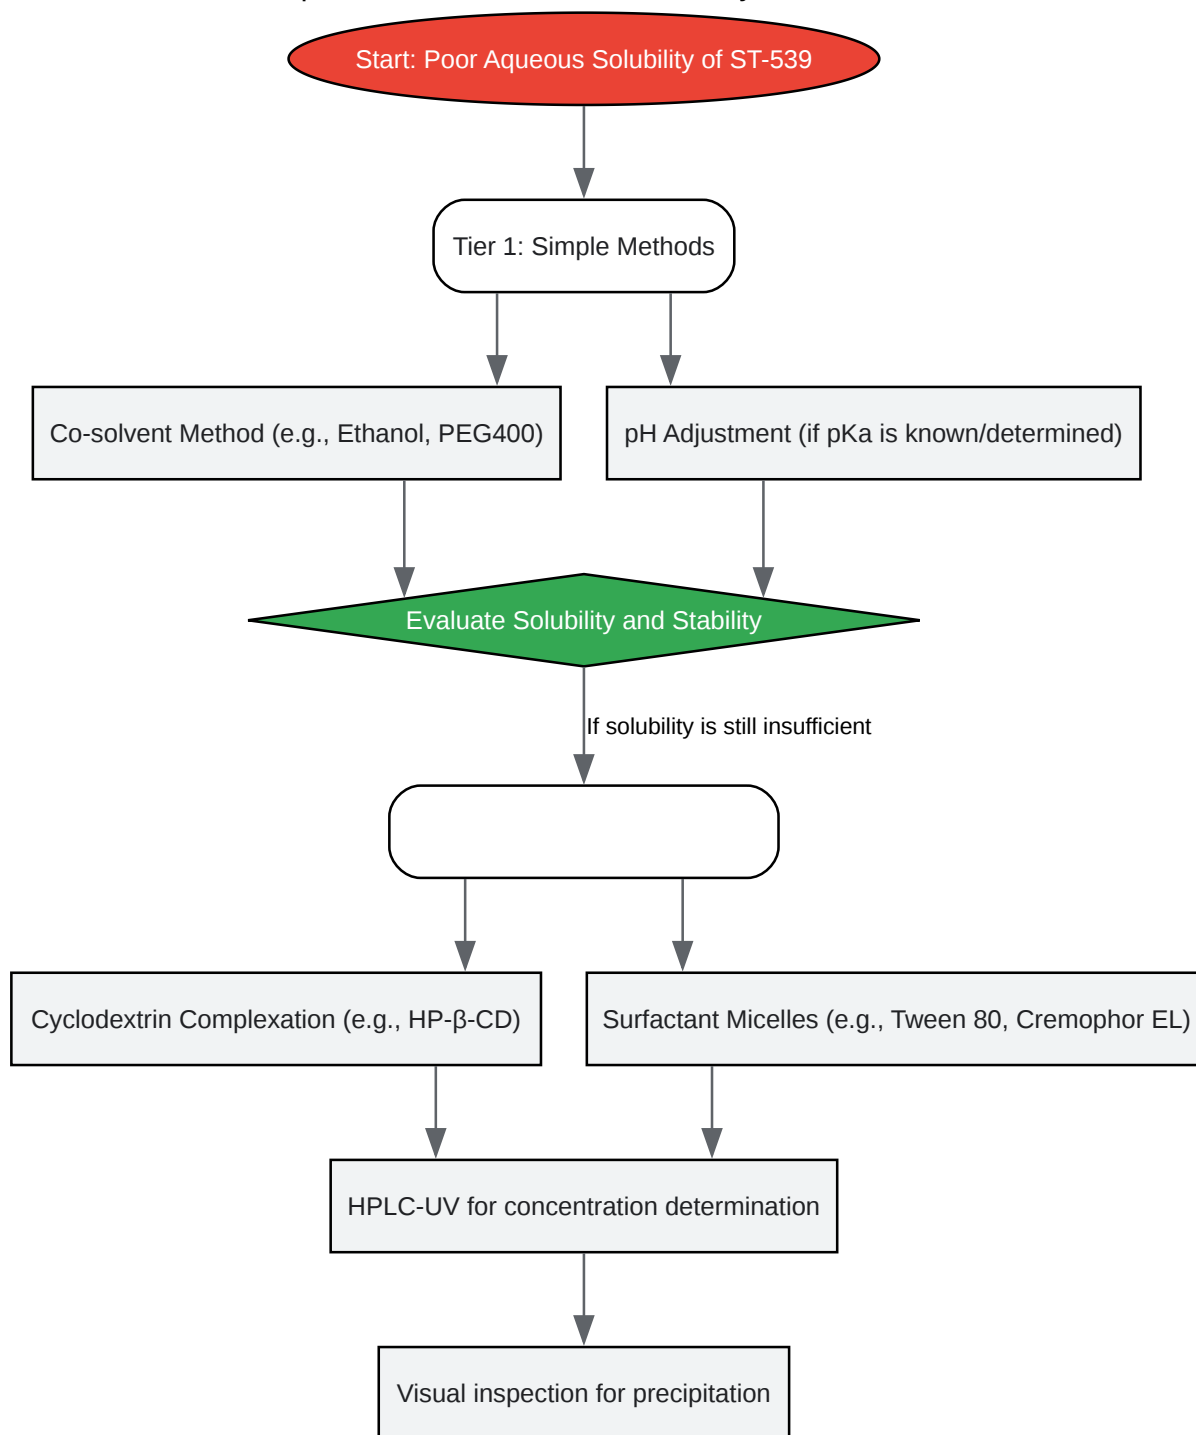 Start: Poor Aqueous Solubility of ST-539
Tier 1: Simple Methods
Co-solvent Method (e.g., Ethanol, PEG400)
pH Adjustment (if pKa is known/determined)
Evaluate Solubility and Stability
If solubility is still insufficient
Cyclodextrin Complexation (e.g., HP-β-CD)
Surfactant Micelles (e.g., Tween 80, Cremophor EL)
HPLC-UV for concentration determination
Visual inspection for precipitation